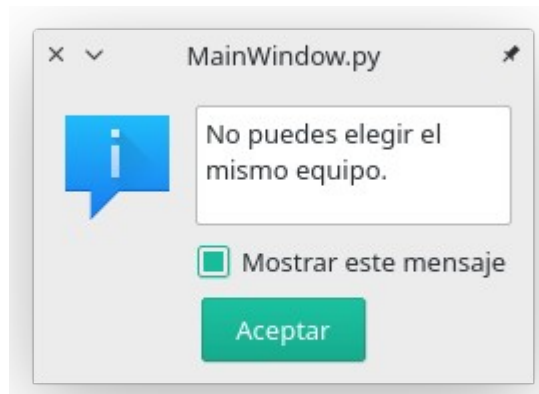 MainWindow.py
No puedes elegir el
mismo equipo.
Mostrar este mensaje
Aceptar